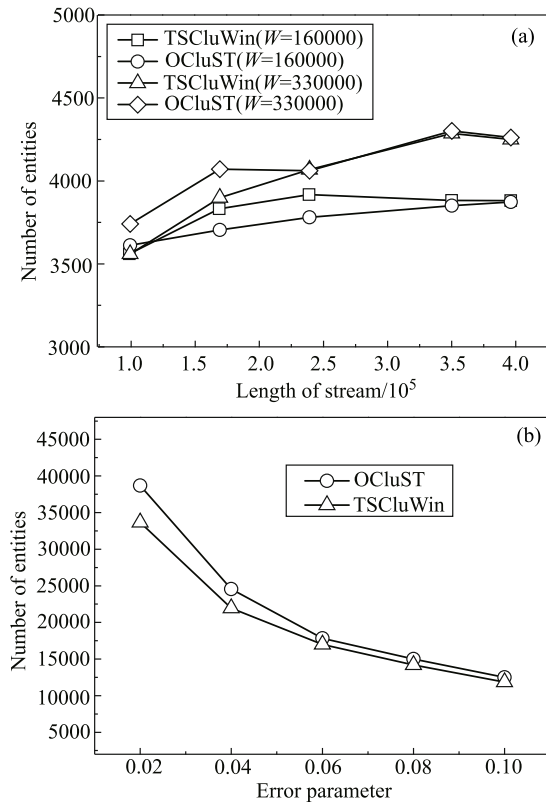 5000
(a)
TSCluWin(W=160000)
OCluST(W=160000)
TSCluWin(W=330000)
OCluST(W=330000)
4500
4000
3500
3000
Number of entities
1.0 1.5 2.0 2.5 3.0 3.5 4.0
Length of stream/10⁵
(b)
45000
OCluST
TSCluWin
40000
35000
30000
25000
20000
15000
10000
5000
Number of entities
0.02 0.04 0.06 0.08 0.10
Error parameter